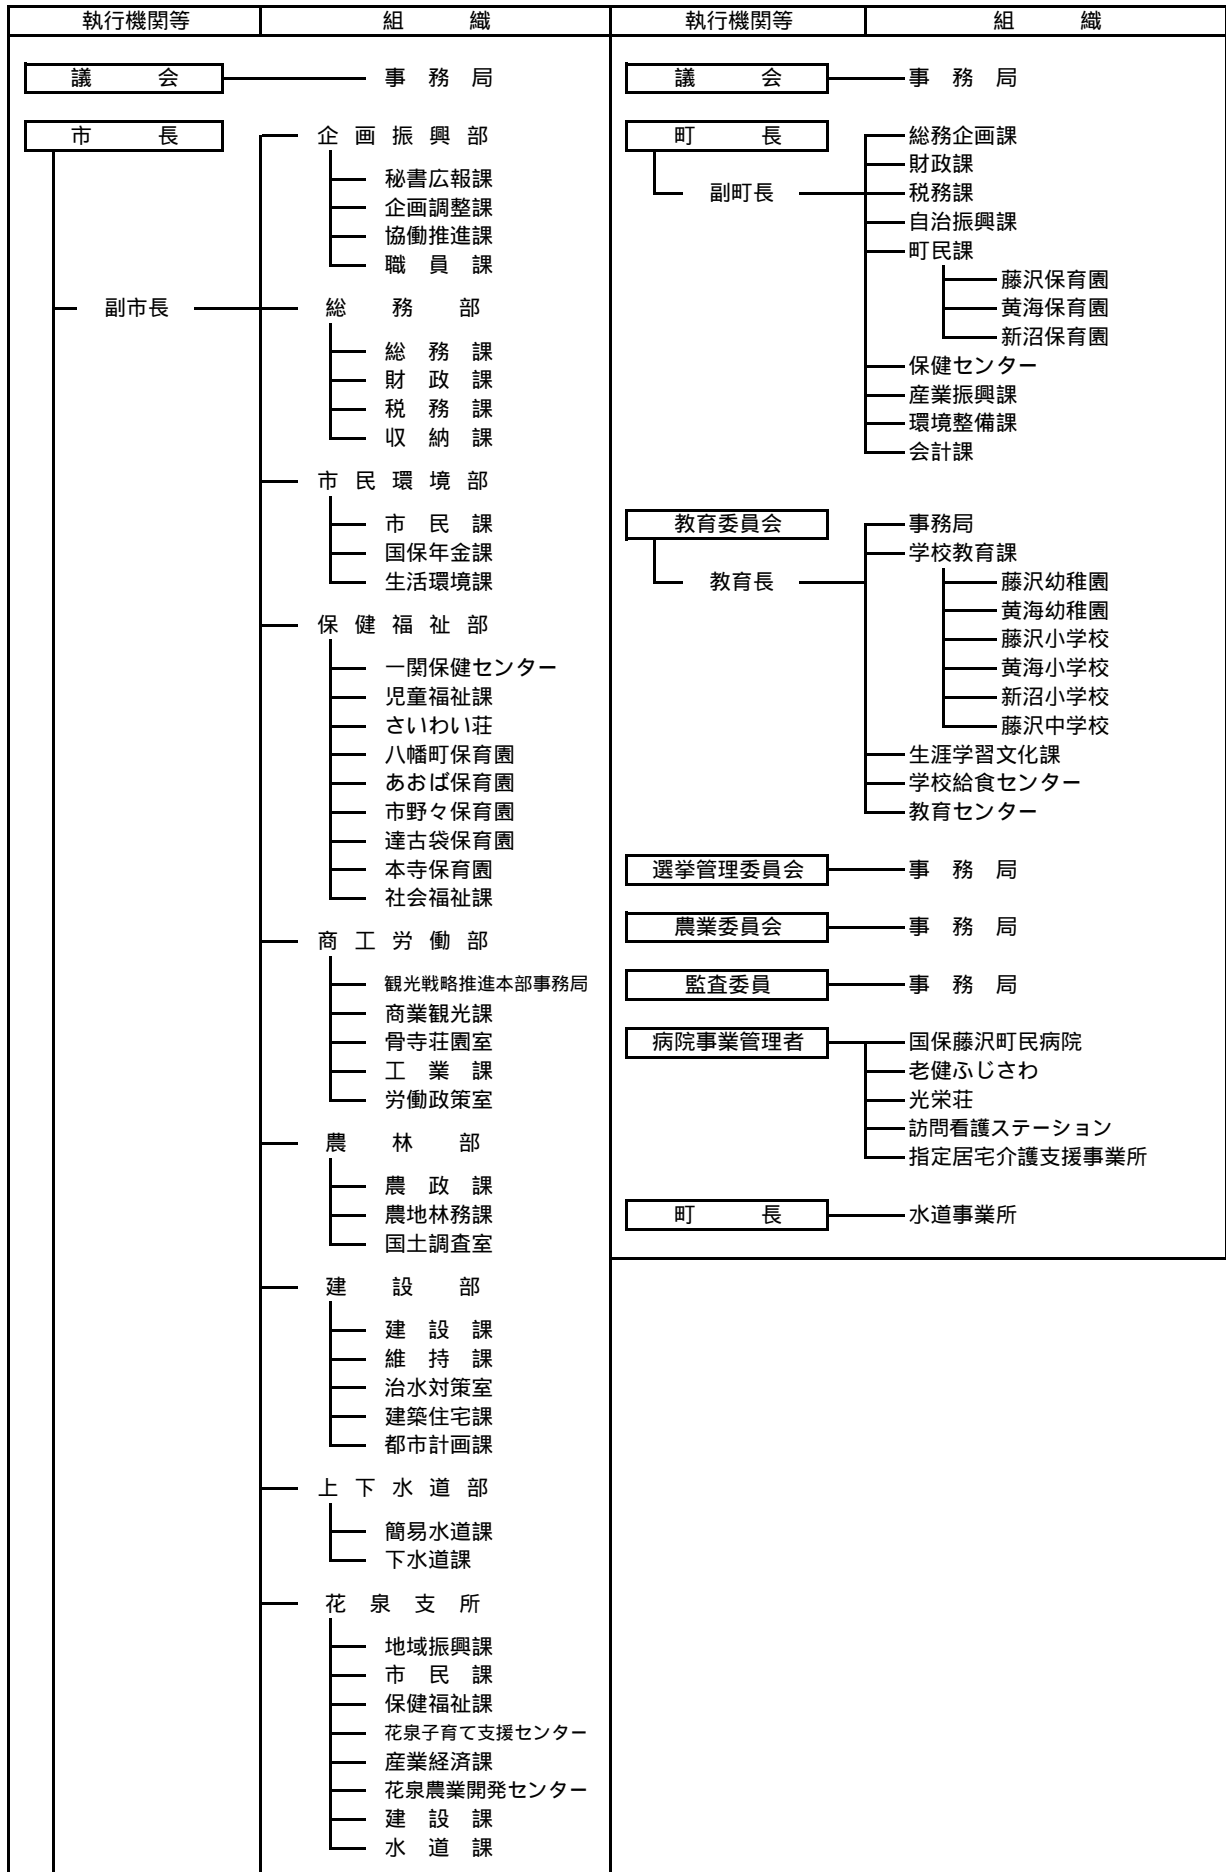 執行機関等 組 織
議 会 事 務 局
市 長 企 画 振 興 部
秘書広報課
企画調整課
協働推進課
職 員 課
副市長 総 務 部
総 務 課
財 政 課
税 務 課
収 納 課
市 民 環 境 部
市 民 課
国保年金課
生活環境課
保 健 福 祉 部
一関保健センター
児童福祉課
さいわい荘
八幡町保育園
あおば保育園
市野々保育園
達古袋保育園
本寺保育園
社会福祉課
商 工 労 働 部
観光戦略推進本部事務局
商業観光課
骨寺荘園室
工 業 課
労働政策室
農 林 部
農 政 課
農地林務課
国土調査室
建 設 部
建 設 課
維 持 課
治水対策室
建築住宅課
都市計画課
上 下 水 道 部
簡易水道課
下水道課
花 泉 支 所
地域振興課
市 民 課
保健福祉課
花泉子育て支援センター
産業経済課
花泉農業開発センター
建 設 課
水 道 課
執行機関等 組 織
議 会 事 務 局
町 長 総務企画課
財政課
副町長 税務課
自治振興課
町民課
藤沢保育園
黄海保育園
新沼保育園
保健センター
産業振興課
環境整備課
会計課
教育委員会 事務局
学校教育課
教育長 藤沢幼稚園
黄海幼稚園
藤沢小学校
黄海小学校
新沼小学校
藤沢中学校
生涯学習文化課
学校給食センター
教育センター
選挙管理委員会 事 務 局
農業委員会 事 務 局
監査委員 事 務 局
病院事業管理者 国保藤沢町民病院
老健ふじさわ
光栄荘
訪問看護ステーション
指定居宅介護支援事業所
町 長 水道事業所